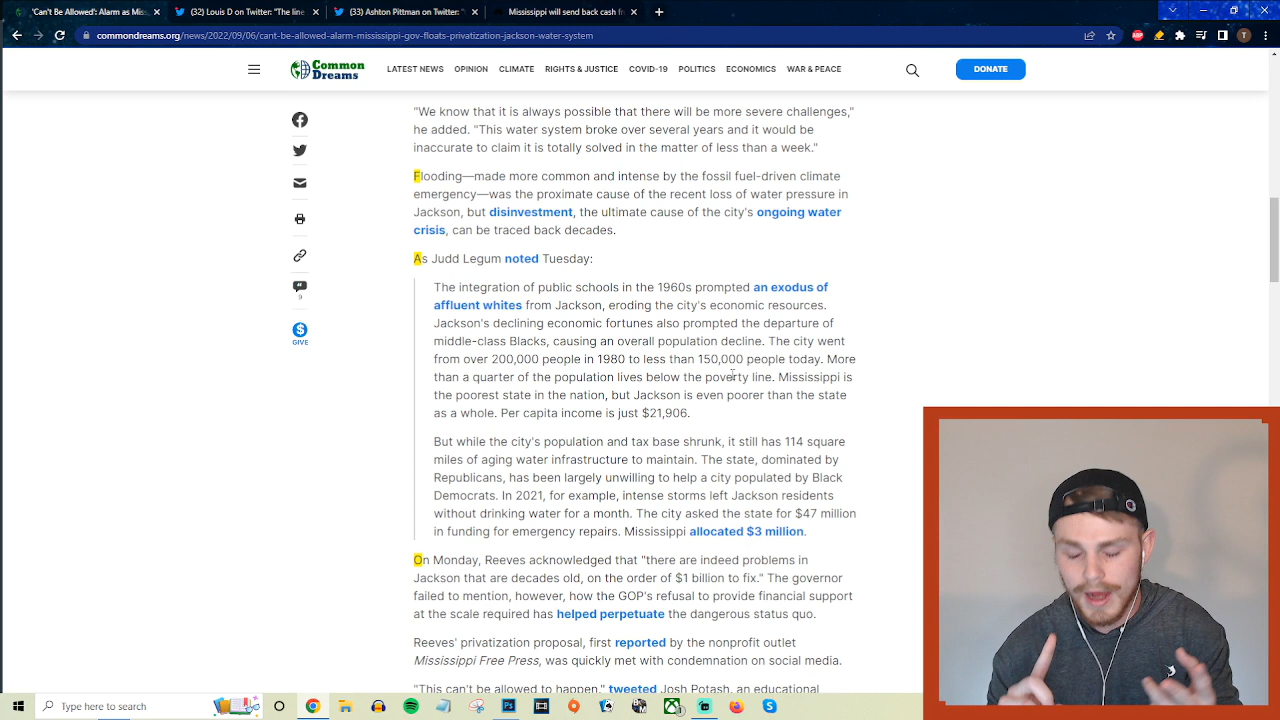 'Can't Be Allowed': Alarm as Mis
(32) Louis D on Twitter: "The line
(33) Ashton Pittman on Twitter: "
Mississippi will send back cash fr
commondreams.org/news/2022/09/06/cant-be-allowed-alarm-mississippi-gov-floats-privatization-jackson-water-system
Common Dreams
LATEST NEWS OPINION CLIMATE RIGHTS & JUSTICE COVID-19 POLITICS ECONOMICS WAR & PEACE
DONATE
"We know that it is always possible that there will be more severe challenges,"
he added. "This water system broke over several years and it would be
inaccurate to claim it is totally solved in the matter of less than a week."
Flooding—made more common and intense by the fossil fuel-driven climate
emergency—was the proximate cause of the recent loss of water pressure in
Jackson, but disinvestment, the ultimate cause of the city's ongoing water
crisis, can be traced back decades.
As Judd Legum noted Tuesday:
9
GIVE
The integration of public schools in the 1960s prompted an exodus of
affluent whites from Jackson, eroding the city's economic resources.
Jackson's declining economic fortunes also prompted the departure of
middle-class Blacks, causing an overall population decline. The city went
from over 200,000 people in 1980 to less than 150,000 people today. More
than a quarter of the population lives below the poverty line. Mississippi is
the poorest state in the nation, but Jackson is even poorer than the state
as a whole. Per capita income is just $21,906.
But while the city's population and tax base shrunk, it still has 114 square
miles of aging water infrastructure to maintain. The state, dominated by
Republicans, has been largely unwilling to help a city populated by Black
Democrats. In 2021, for example, intense storms left Jackson residents
without drinking water for a month. The city asked the state for $47 million
in funding for emergency repairs. Mississippi allocated $3 million.
On Monday, Reeves acknowledged that "there are indeed problems in
Jackson that are decades old, on the order of $1 billion to fix." The governor
failed to mention, however, how the GOP's refusal to provide financial support
at the scale required has helped perpetuate the dangerous status quo.
Reeves' privatization proposal, first reported by the nonprofit outlet
Mississippi Free Press, was quickly met with condemnation on social media.
"This can't be allowed to happen," tweeted Josh Potash, an educational
Type here to search